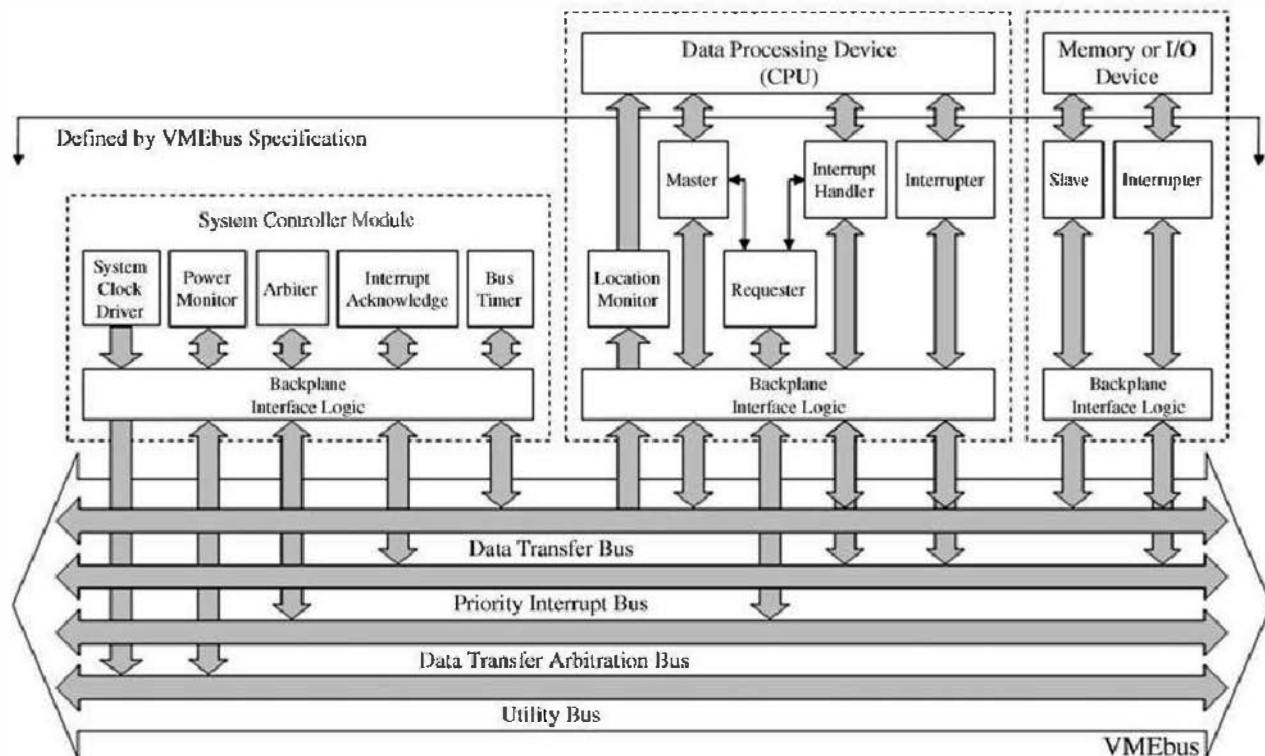 Data Processing Device
(CPU)
Memory or I/O
Device
Defined by VMEbus Specification
Master
Interrupt
Handler
Interrupter
Slave
Interrupter
System Controller Module
System
Clock
Driver
Power
Monitor
Arbiter
Interrupt
Acknowledge
Bus
Timer
Location
Monitor
Requester
Backplane
Interface Logic
Backplane
Interface Logic
Backplane
Interface Logic
Data Transfer Bus
Priority Interrupt Bus
Data Transfer Arbitration Bus
Utility Bus
VMEbus